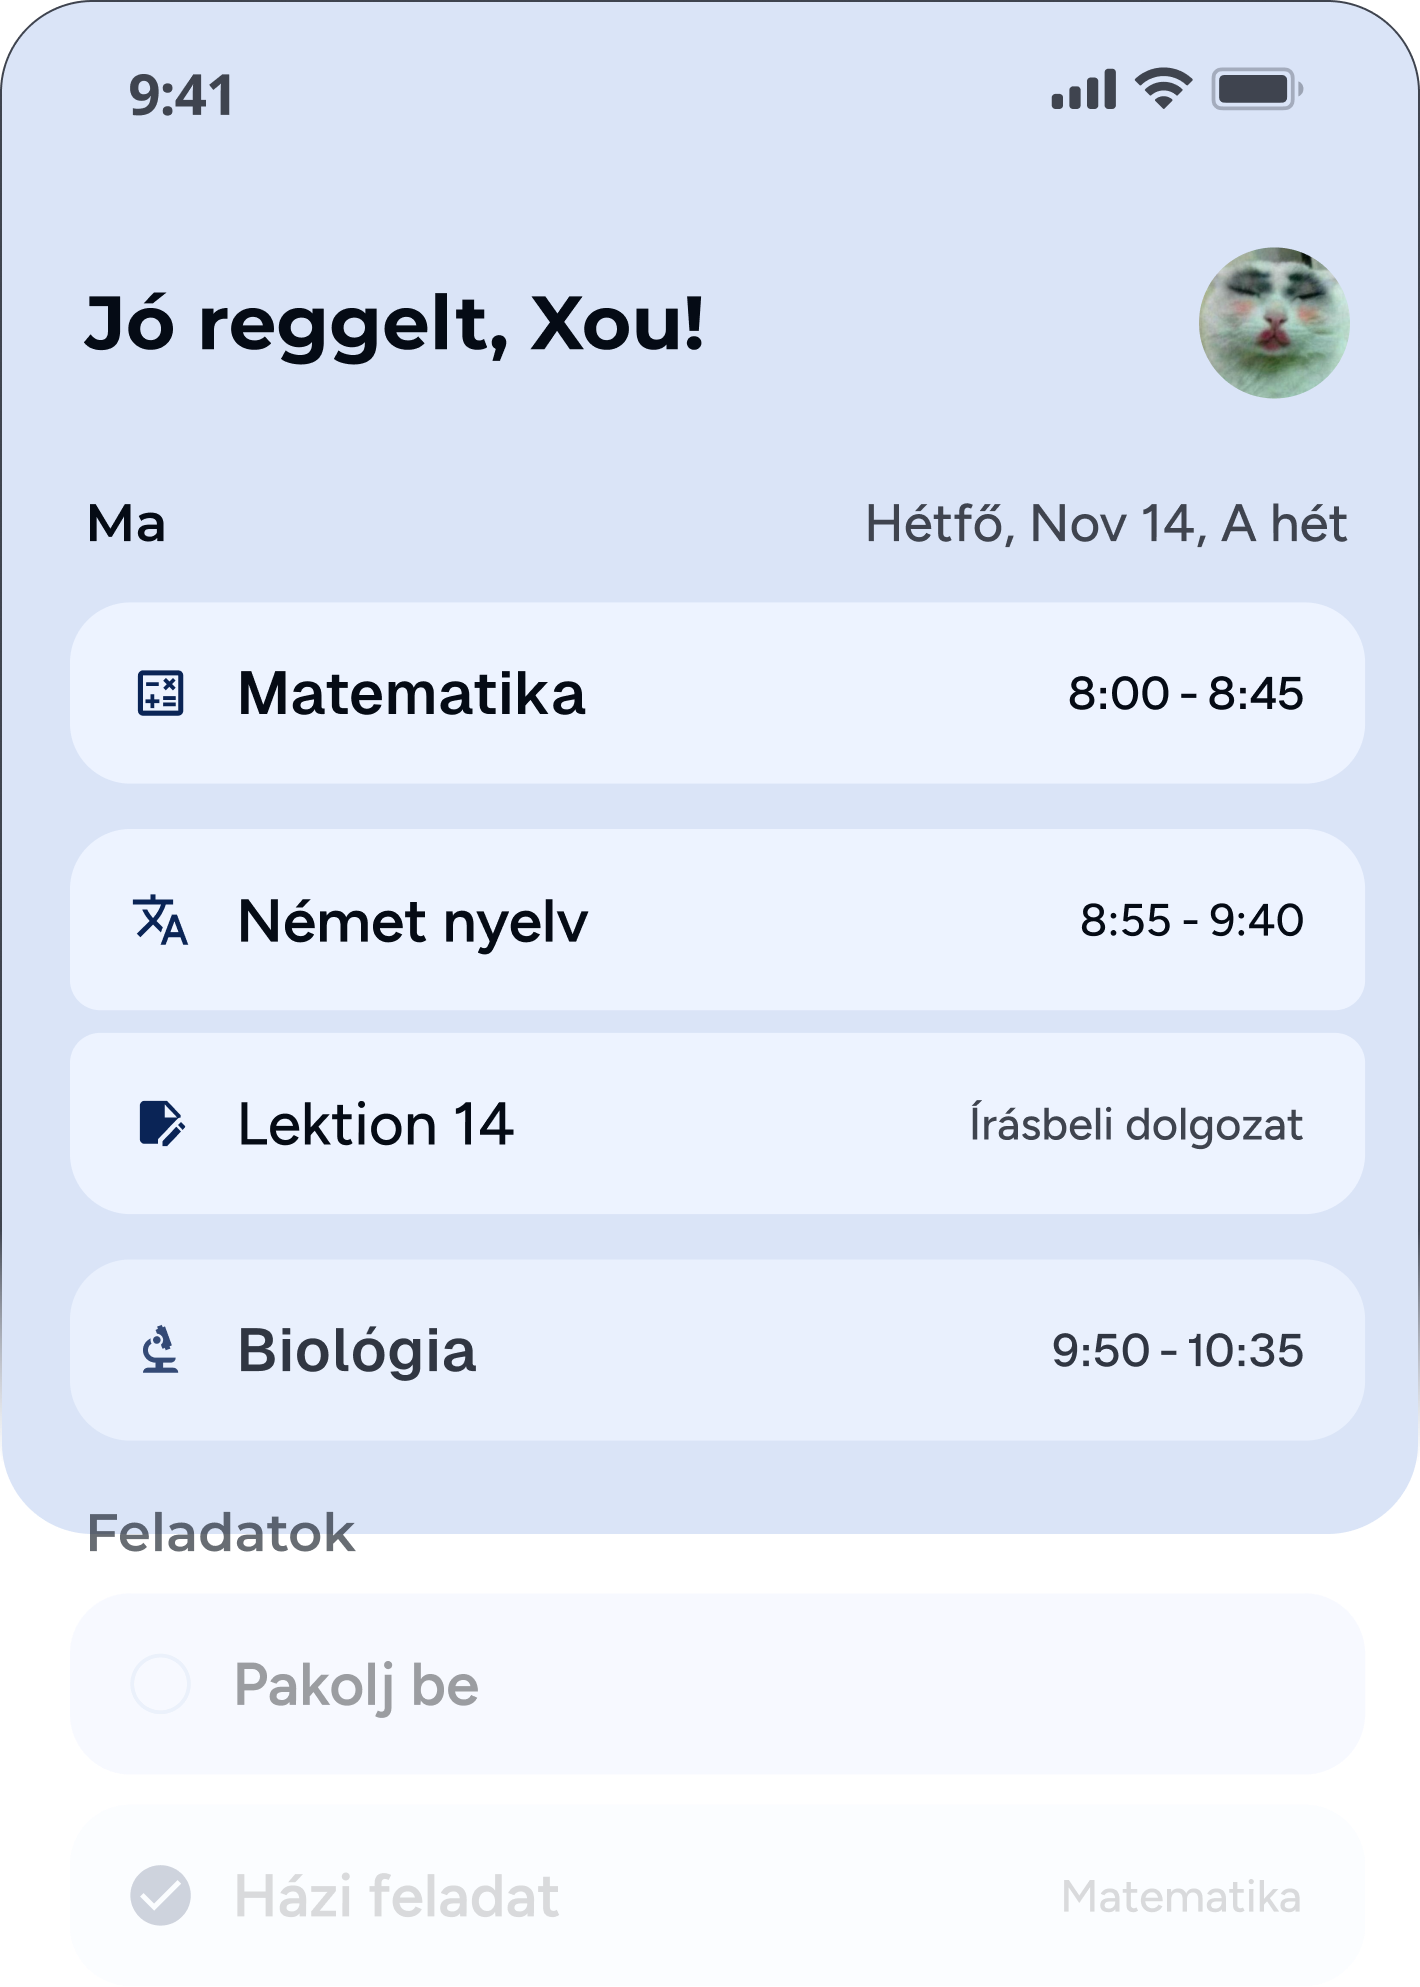 9:41
Jó reggelt, Xou!
Ma
Hétfő, Nov 14, A hét
Matematika
8:00 - 8:45
Német nyelv
8:55 - 9:40
Lektion 14
Írásbeli dolgozat
Biológia
9:50 - 10:35
Feladatok
Pakolj be
Házi feladat
Matematika